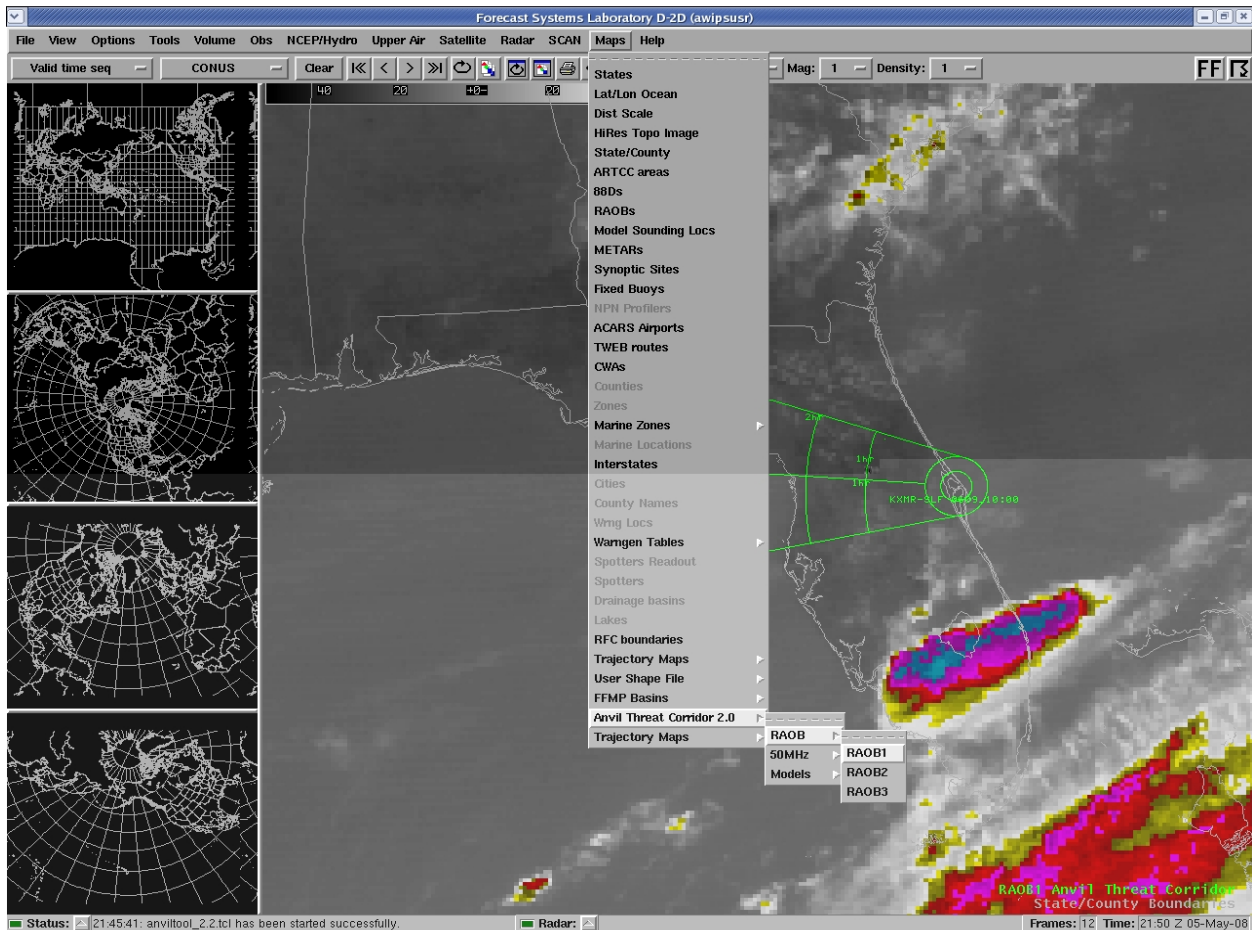 Forecast Systems Laboratory D-2D (awipsusr)
File View Options Tools Volume Obs NCEP/Hydro Upper Air Satellite Radar SCAN Maps Help
Valid time seq CONUS Clear Mag: 1 Density: 1 FF
40 20 +0- 20
States
Lat/Lon Ocean
Dist Scale
HiRes Topo Image
State/County
ARTCC areas
88Ds
RAOBs
Model Sounding Locs
METARs
Synoptic Sites
Fixed Buoys
NPN Profilers
ACARS Airports
TWEB routes
CWAs
Counties
Zones
Marine Zones
Marine Locations
Interstates
Cities
County Names
Wrng Locs
Warngen Tables
Spotters Readout
Spotters
Drainage basins
Lakes
RFC boundaries
Trajectory Maps
User Shape File
FFMP Basins
Anvil Threat Corridor 2.0
Trajectory Maps
RAOB
50MHz
Models
RAOB1
RAOB2
RAOB3
2hr
1hr
1hr
KXMR-SLF 10:00
RAOB1 Anvil Threat Corridor
State/County Boundaries
Status: 21:45:41: anviltool_2.2.tcl has been started successfully. Radar: Frames: 12 Time: 21:50 Z 05-May-08